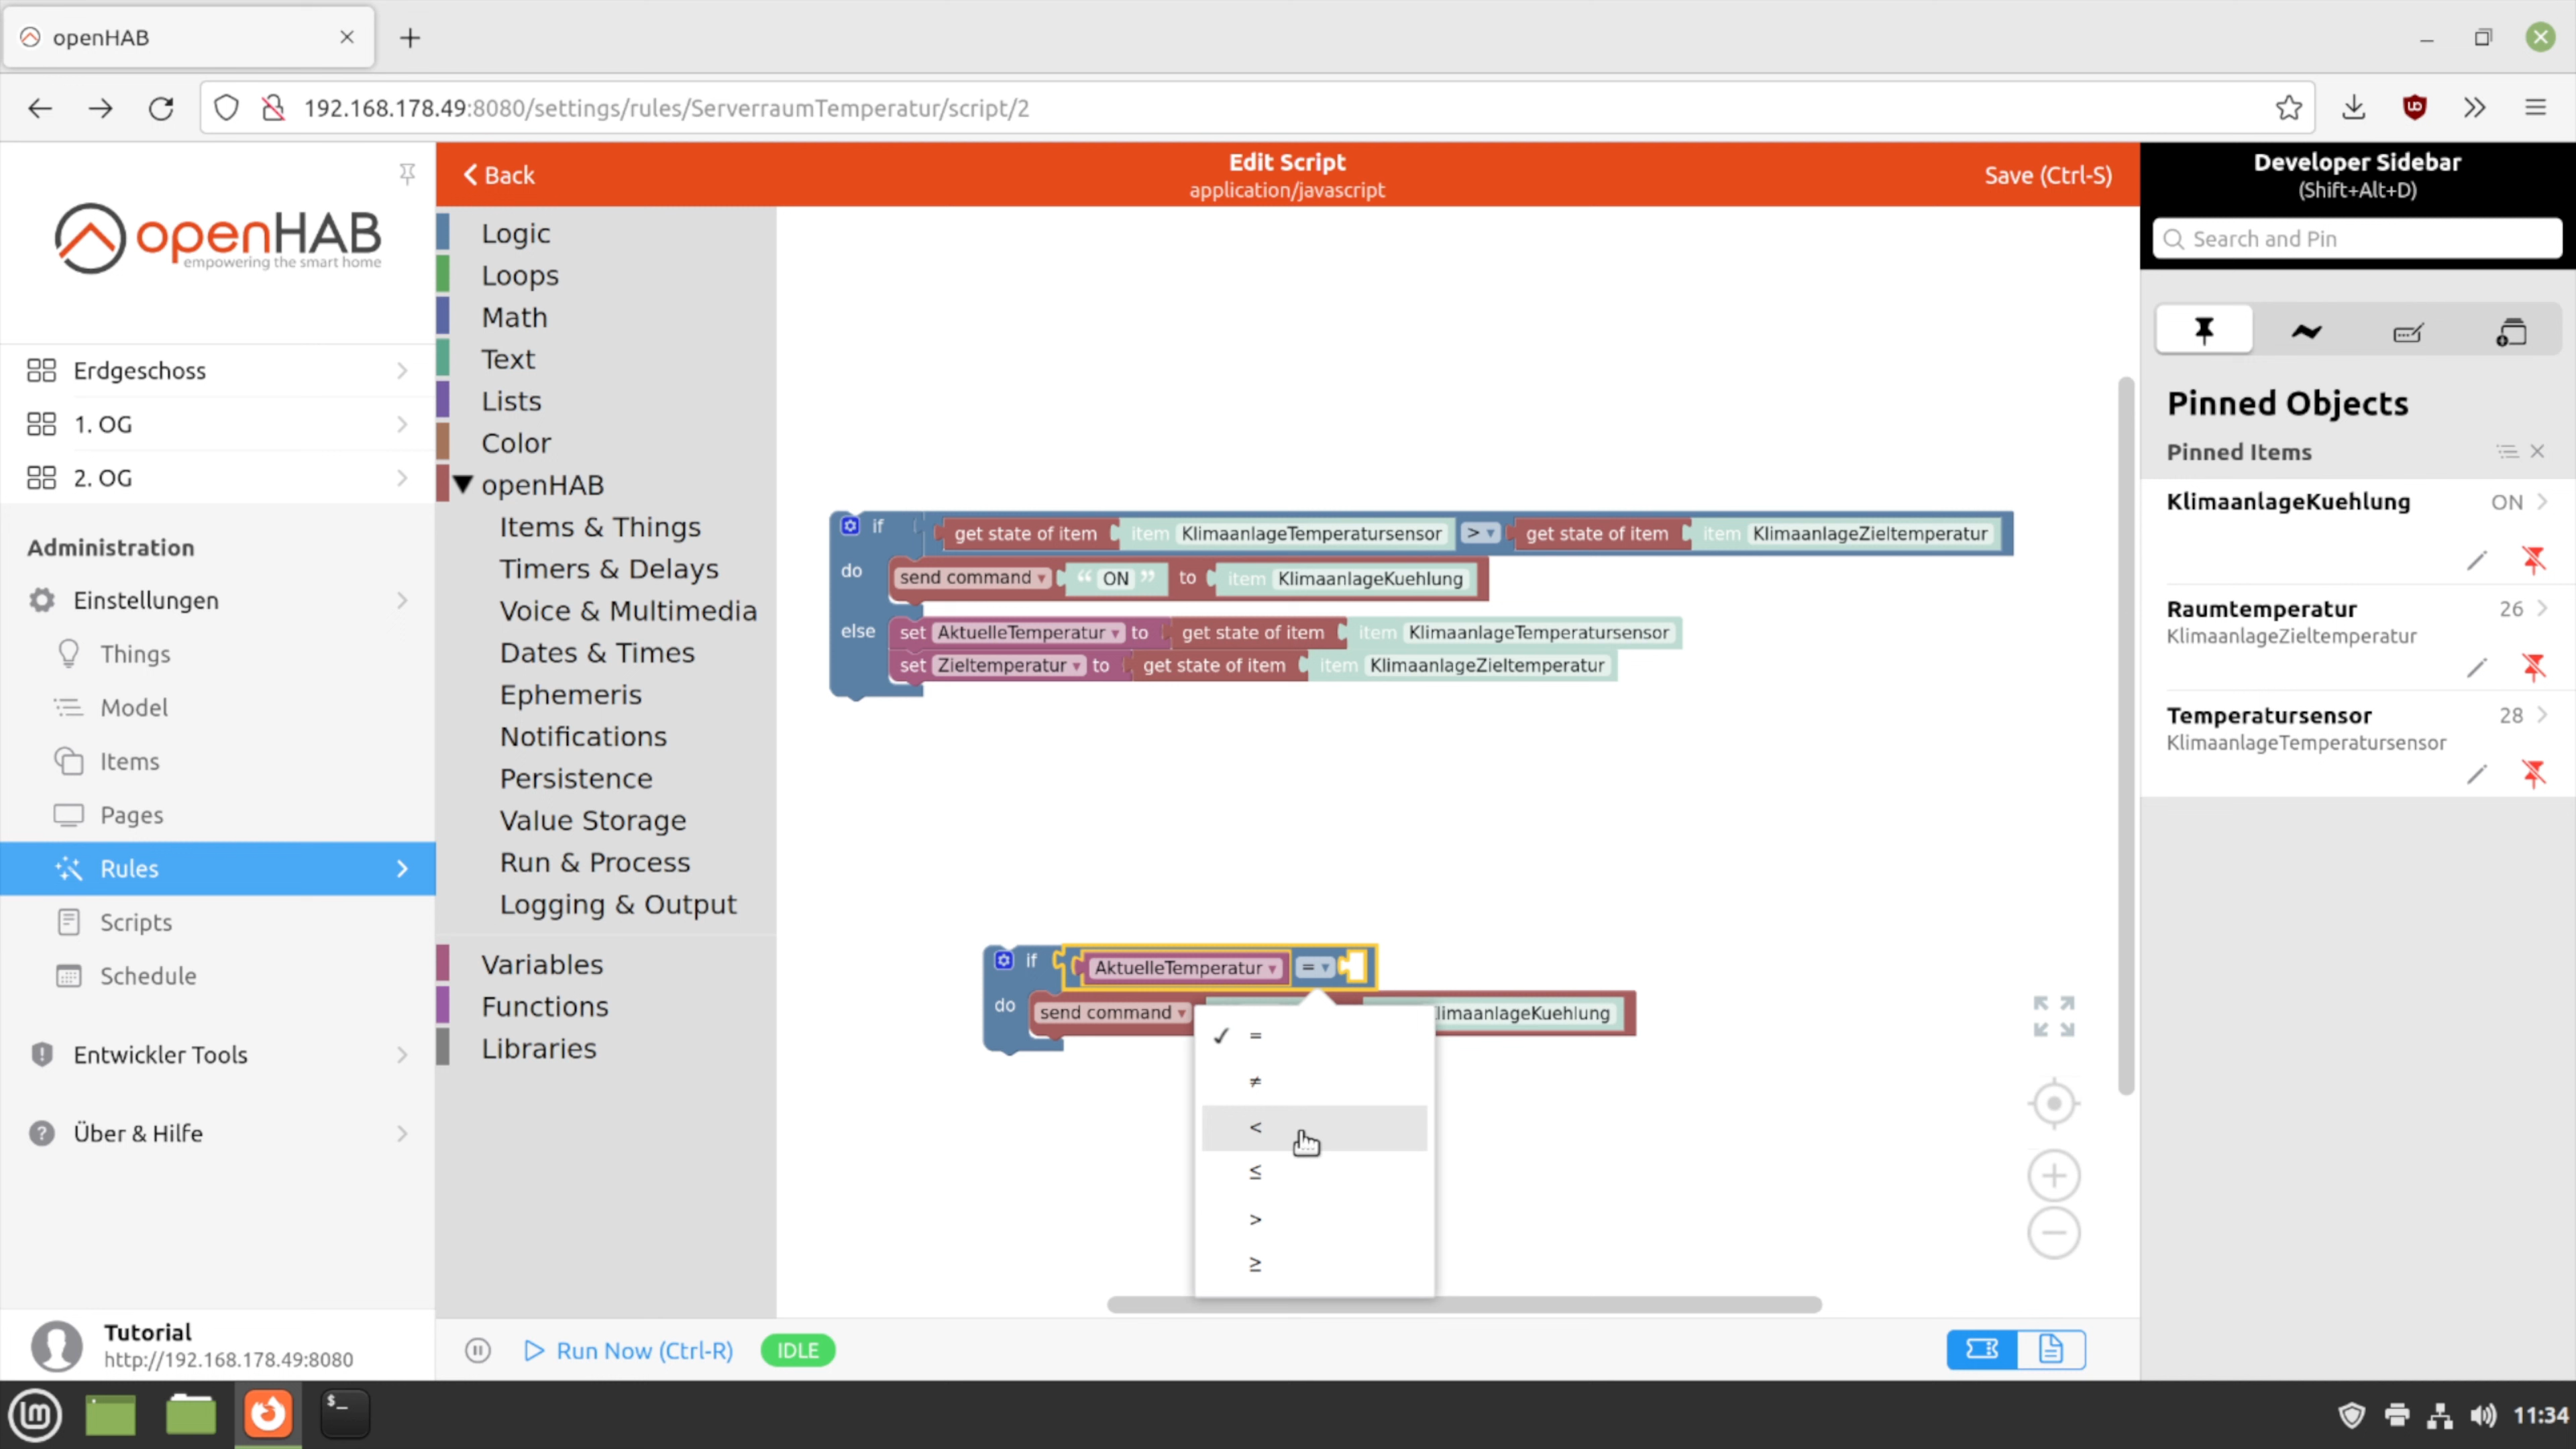 openHAB
192.168.178.49:8080/settings/rules/ServerraumTemperatur/script/2
openHAB
empowering the smart home
Erdgeschoss
1. OG
2. OG
Administration
Einstellungen
Things
Model
Items
Pages
Rules
Scripts
Schedule
Entwickler Tools
Über & Hilfe
Tutorial
http://192.168.178.49:8080
Back
Edit Script
application/javascript
Save (Ctrl-S)
Logic
Loops
Math
Text
Lists
Color
openHAB
Items & Things
Timers & Delays
Voice & Multimedia
Dates & Times
Ephemeris
Notifications
Persistence
Value Storage
Run & Process
Logging & Output
Variables
Functions
Libraries
if get state of item item KlimaanlageTemperatursensor > get state of item item KlimaanlageZieltemperatur
do send command “ ON ” to item KlimaanlageKuehlung
else set AktuelleTemperatur to get state of item item KlimaanlageTemperatursensor
set Zieltemperatur to get state of item item KlimaanlageZieltemperatur
if AktuelleTemperatur =
do send command limaanlageKuehlung
✓ =
≠
<
≤
>
≥
Run Now (Ctrl-R) IDLE
Developer Sidebar
(Shift+Alt+D)
Search and Pin
Pinned Objects
Pinned Items
KlimaanlageKuehlung ON
Raumtemperatur 26
KlimaanlageZieltemperatur
Temperatursensor 28
KlimaanlageTemperatursensor
$_
11:34